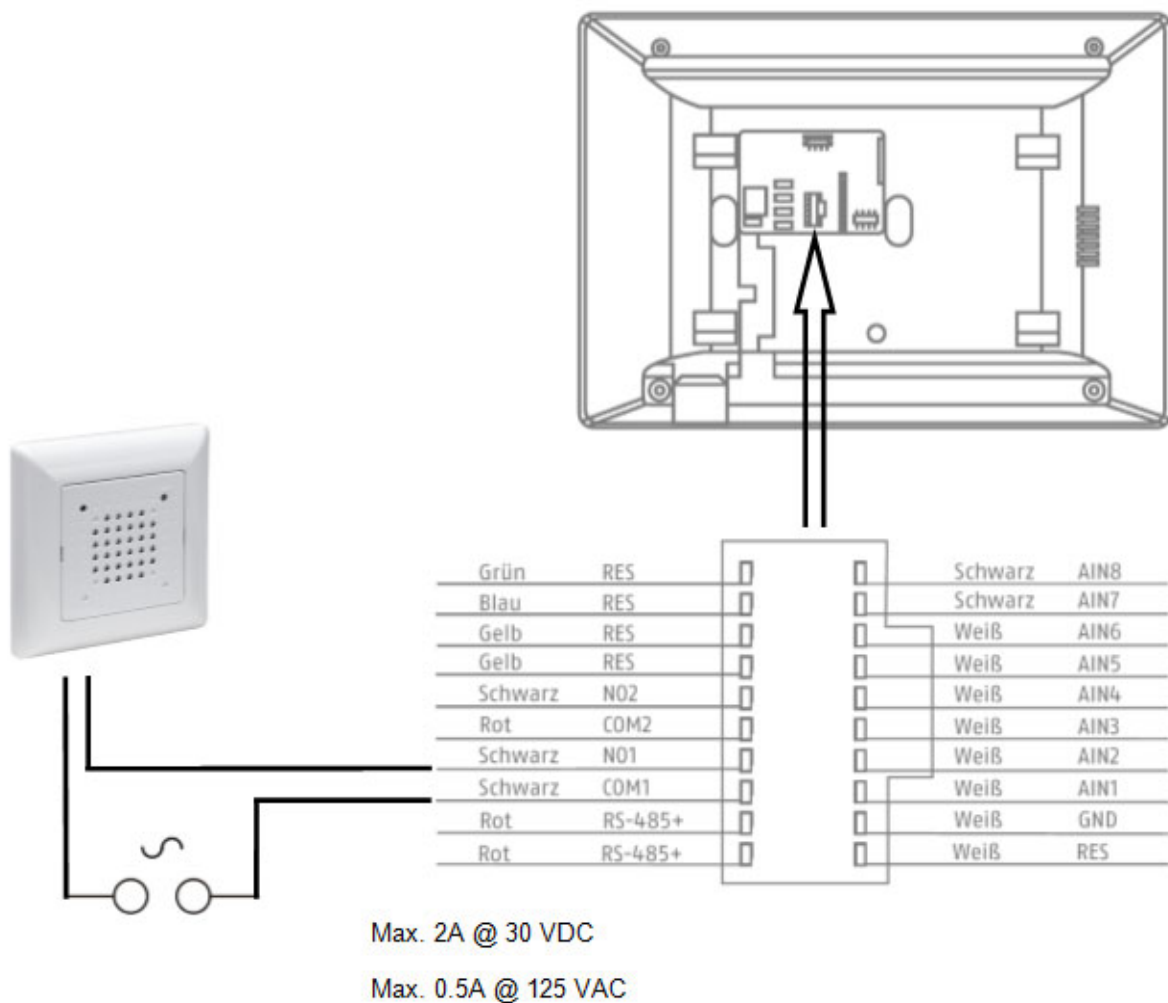 Grün RES
Blau RES
Gelb RES
Gelb RES
Schwarz NO2
Rot COM2
Schwarz NO1
Schwarz COM1
Rot RS-485+
Rot RS-485+
Schwarz AIN8
Schwarz AIN7
Weiß AIN6
Weiß AIN5
Weiß AIN4
Weiß AIN3
Weiß AIN2
Weiß AIN1
Weiß GND
Weiß RES
Max. 2A @ 30 VDC
Max. 0.5A @ 125 VAC